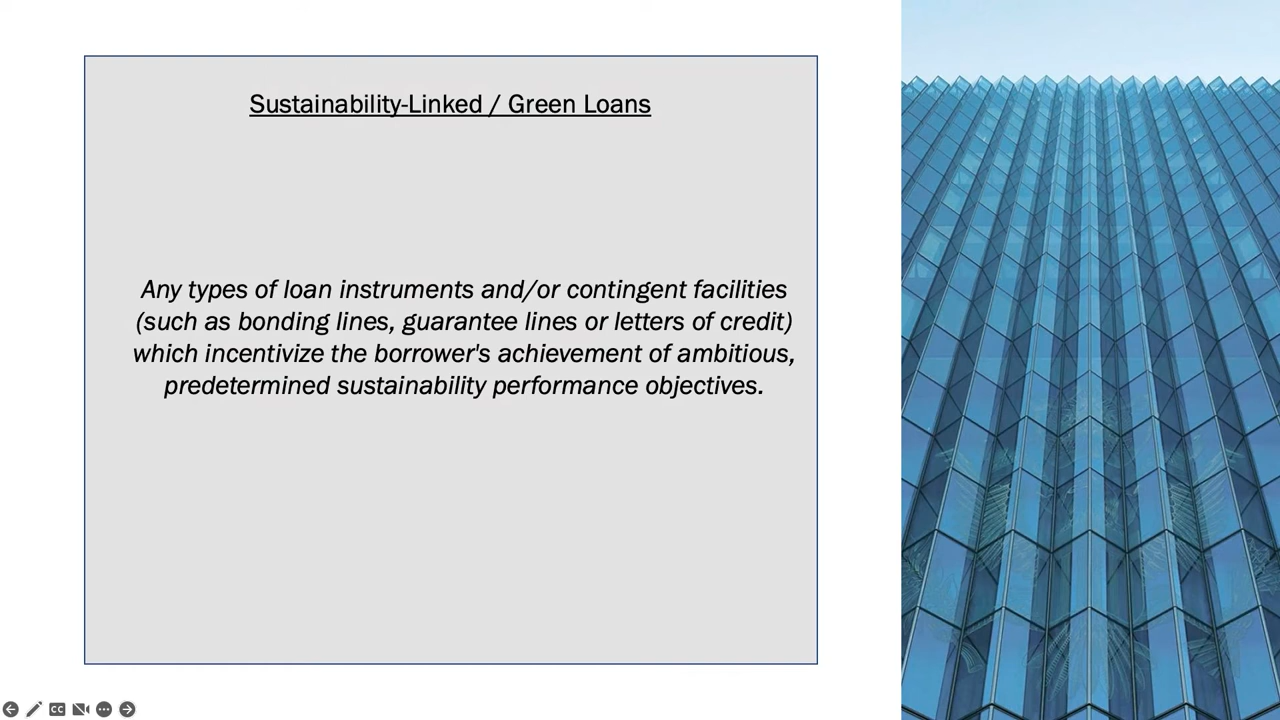 Sustainability-Linked / Green Loans
Any types of loan instruments and/or contingent facilities
(such as bonding lines, guarantee lines or letters of credit)
which incentivize the borrower's achievement of ambitious,
predetermined sustainability performance objectives.
CC